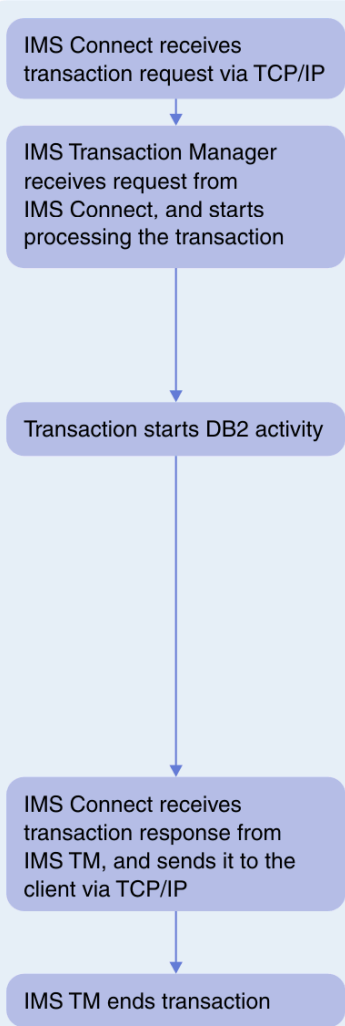 IMS Connect receives
transaction request via TCP/IP
IMS Transaction Manager
receives request from
IMS Connect, and starts
processing the transaction
Transaction starts DB2 activity
IMS Connect receives
transaction response from
IMS TM, and sends it to the
client via TCP/IP
IMS TM ends transaction